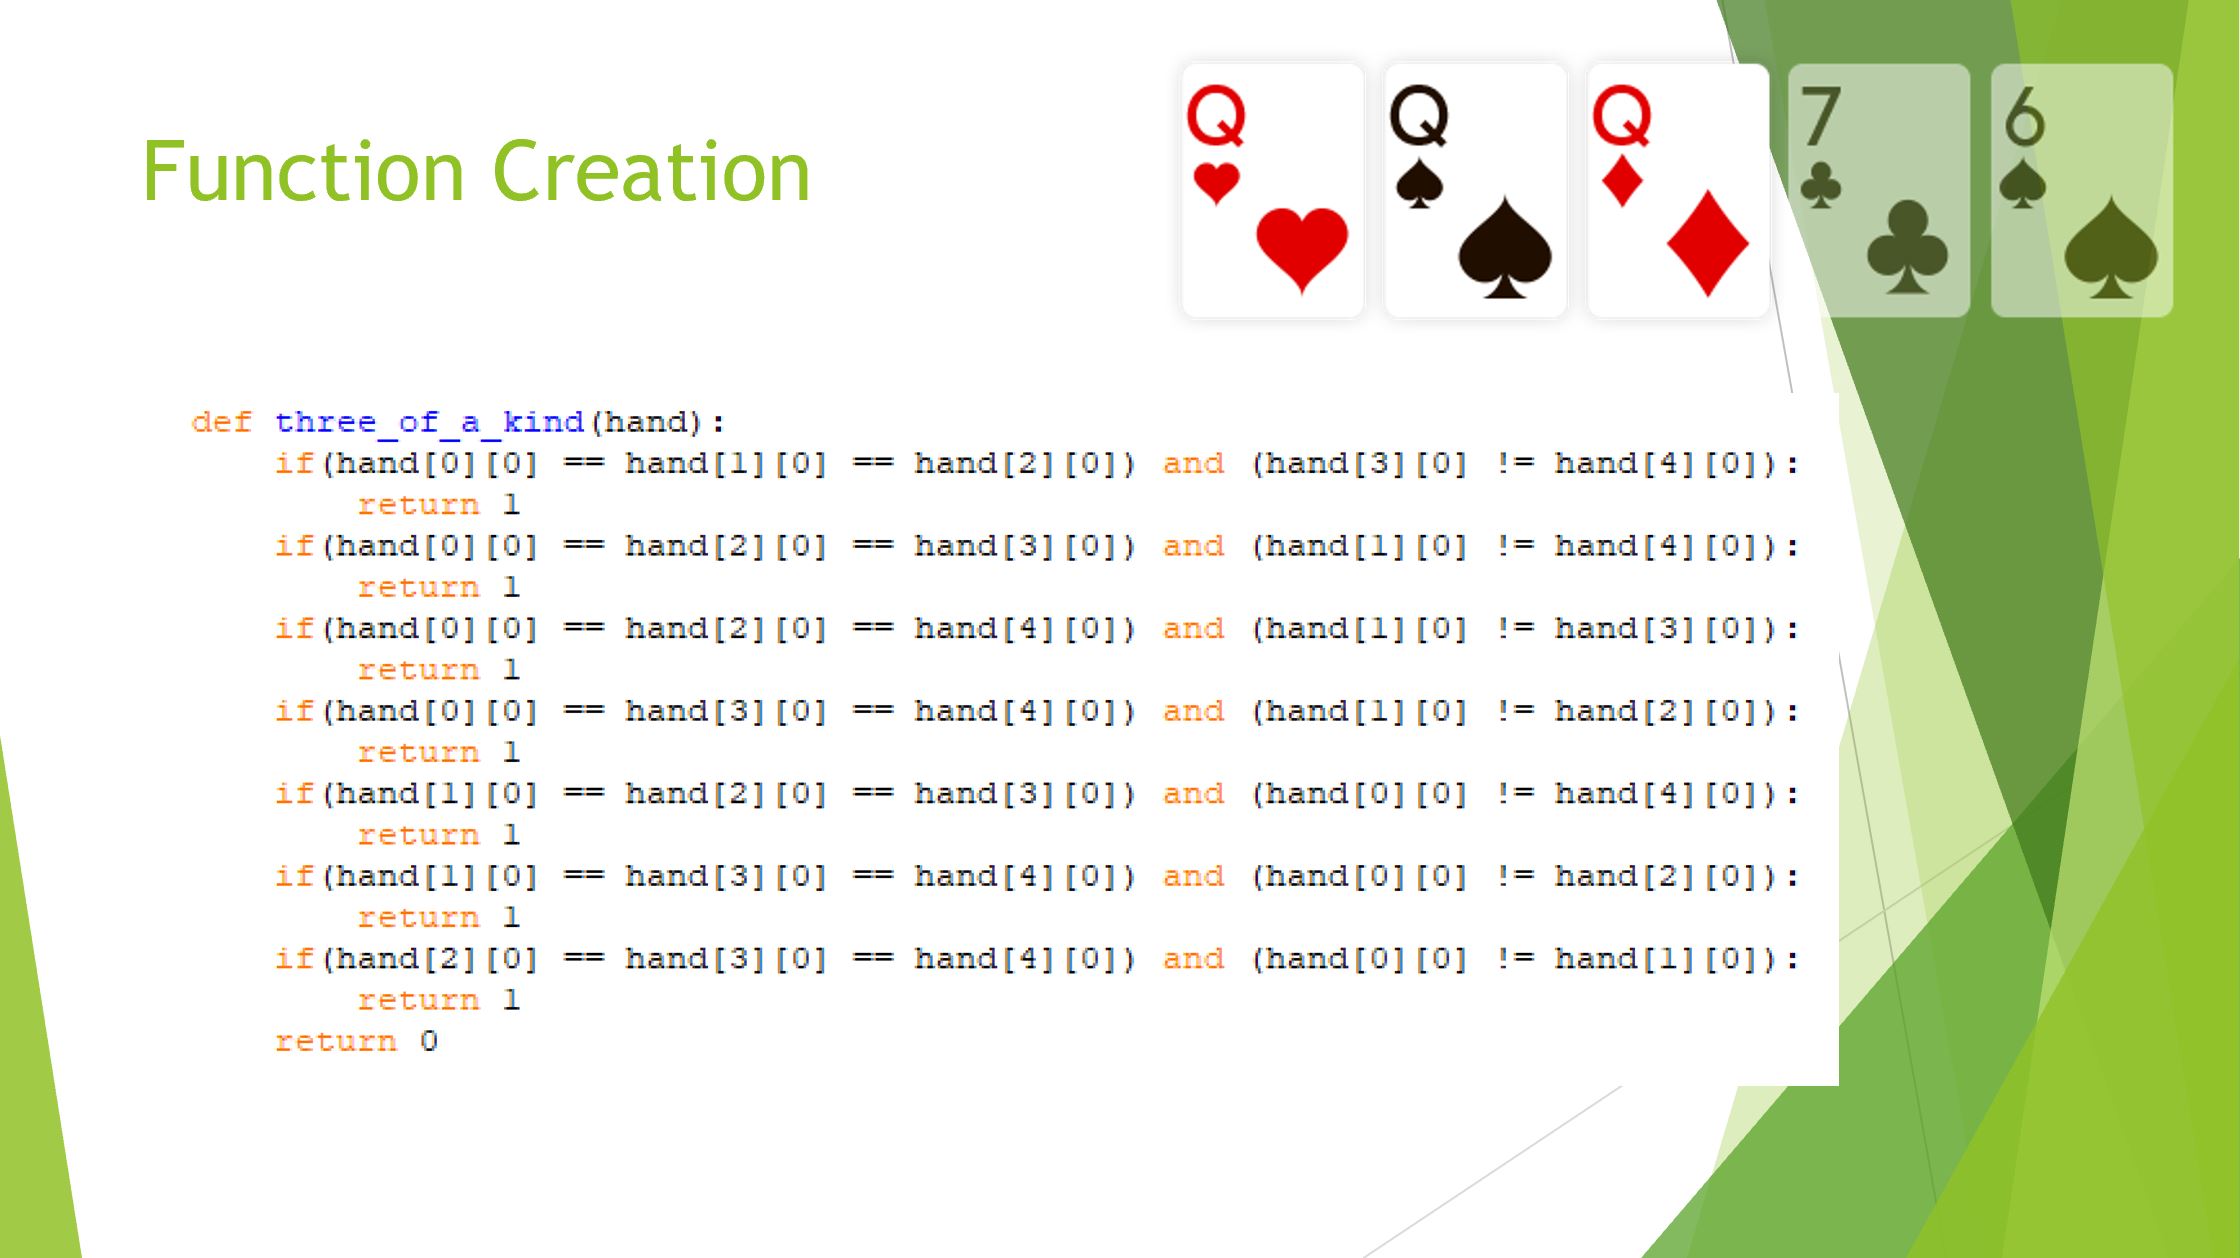 Function Creation
Q Q Q 7 6
def three_of_a_kind(hand):
    if(hand[0][0] == hand[1][0] == hand[2][0]) and (hand[3][0] != hand[4][0]):
        return 1
    if(hand[0][0] == hand[2][0] == hand[3][0]) and (hand[1][0] != hand[4][0]):
        return 1
    if(hand[0][0] == hand[2][0] == hand[4][0]) and (hand[1][0] != hand[3][0]):
        return 1
    if(hand[0][0] == hand[3][0] == hand[4][0]) and (hand[1][0] != hand[2][0]):
        return 1
    if(hand[1][0] == hand[2][0] == hand[3][0]) and (hand[0][0] != hand[4][0]):
        return 1
    if(hand[1][0] == hand[3][0] == hand[4][0]) and (hand[0][0] != hand[2][0]):
        return 1
    if(hand[2][0] == hand[3][0] == hand[4][0]) and (hand[0][0] != hand[1][0]):
        return 1
    return 0